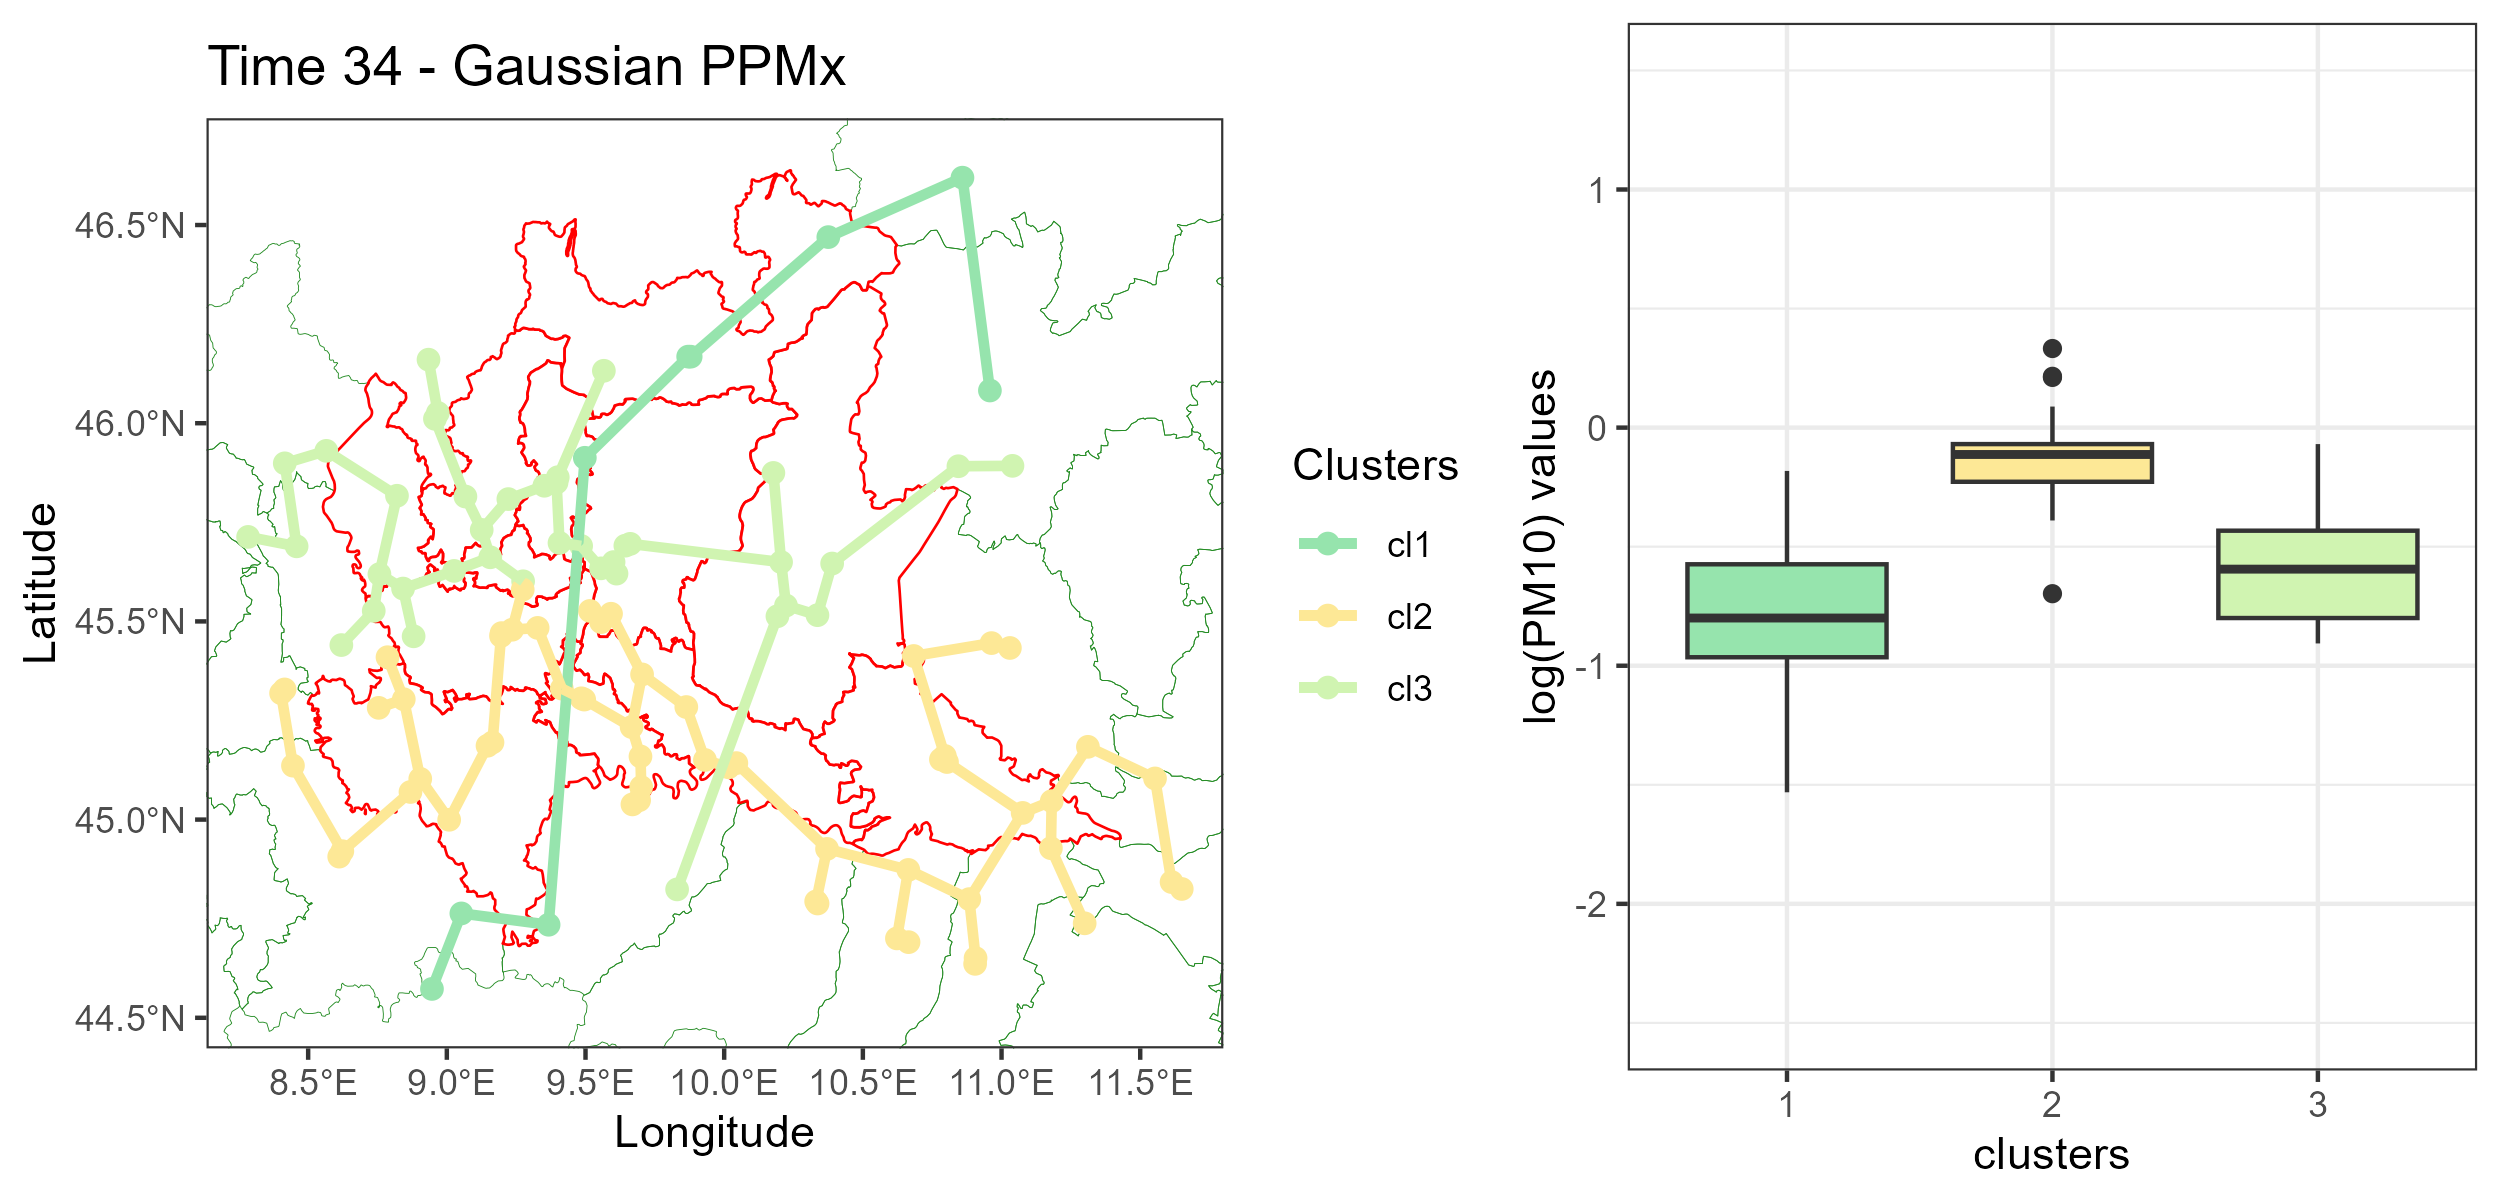 Time 34 - Gaussian PPMx
Latitude
46.5°N
46.0°N
45.5°N
45.0°N
44.5°N
8.5°E
9.0°E
9.5°E
10.0°E
10.5°E
11.0°E
11.5°E
Longitude
Clusters
cl1
cl2
cl3
log(PM10) values
1
0
-1
-2
1
2
3
clusters